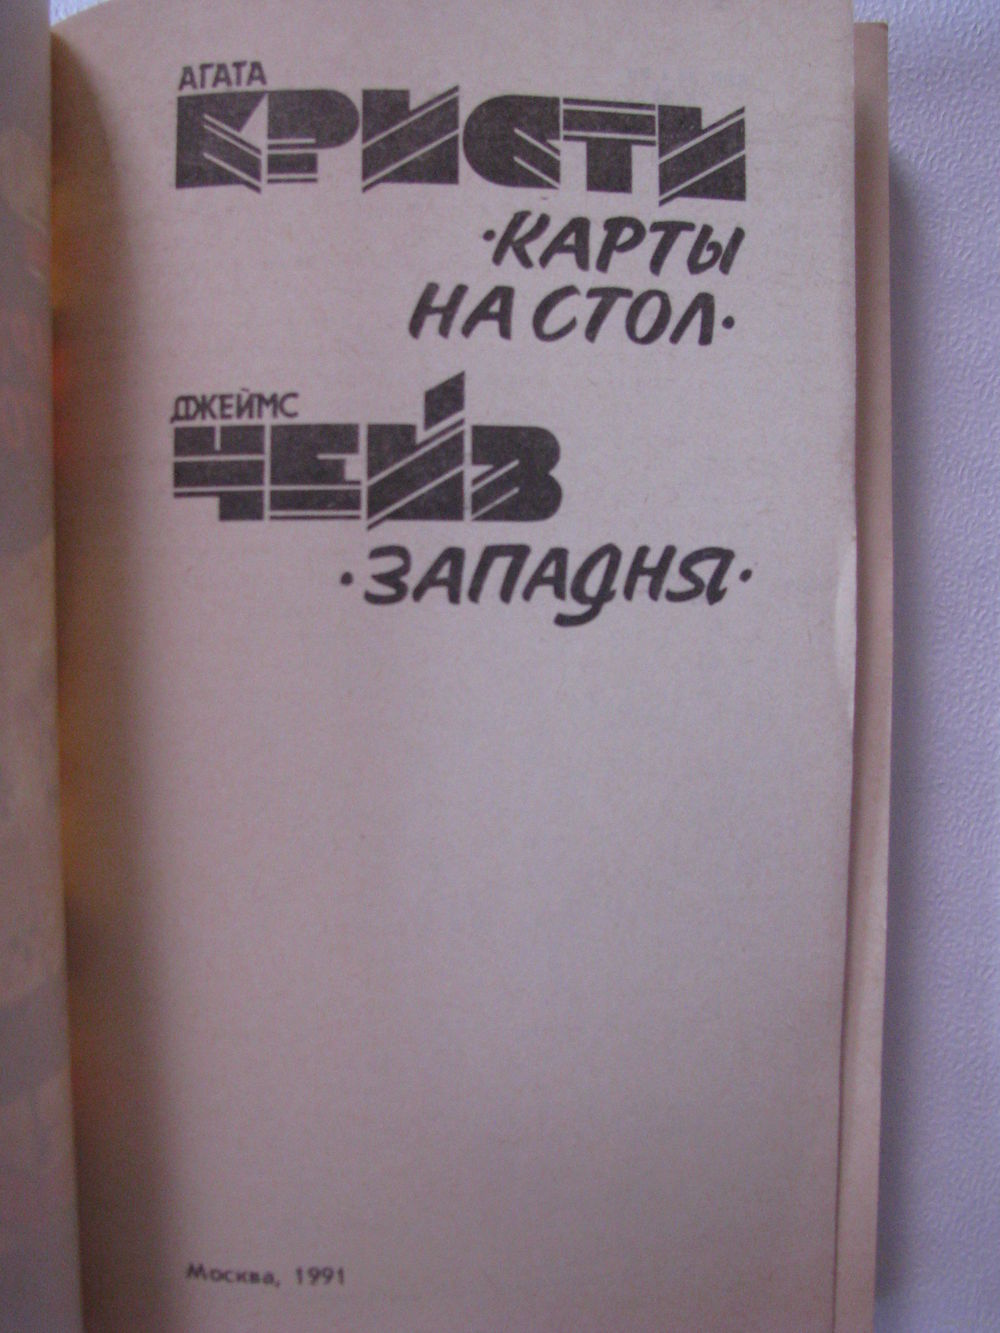 АГАТА
КРИСТИ
·КАРТЫ
НА СТОЛ·
ДЖЕЙМС
ЧЕЙЗ
·ЗАПАДНЯ·
Москва, 1991